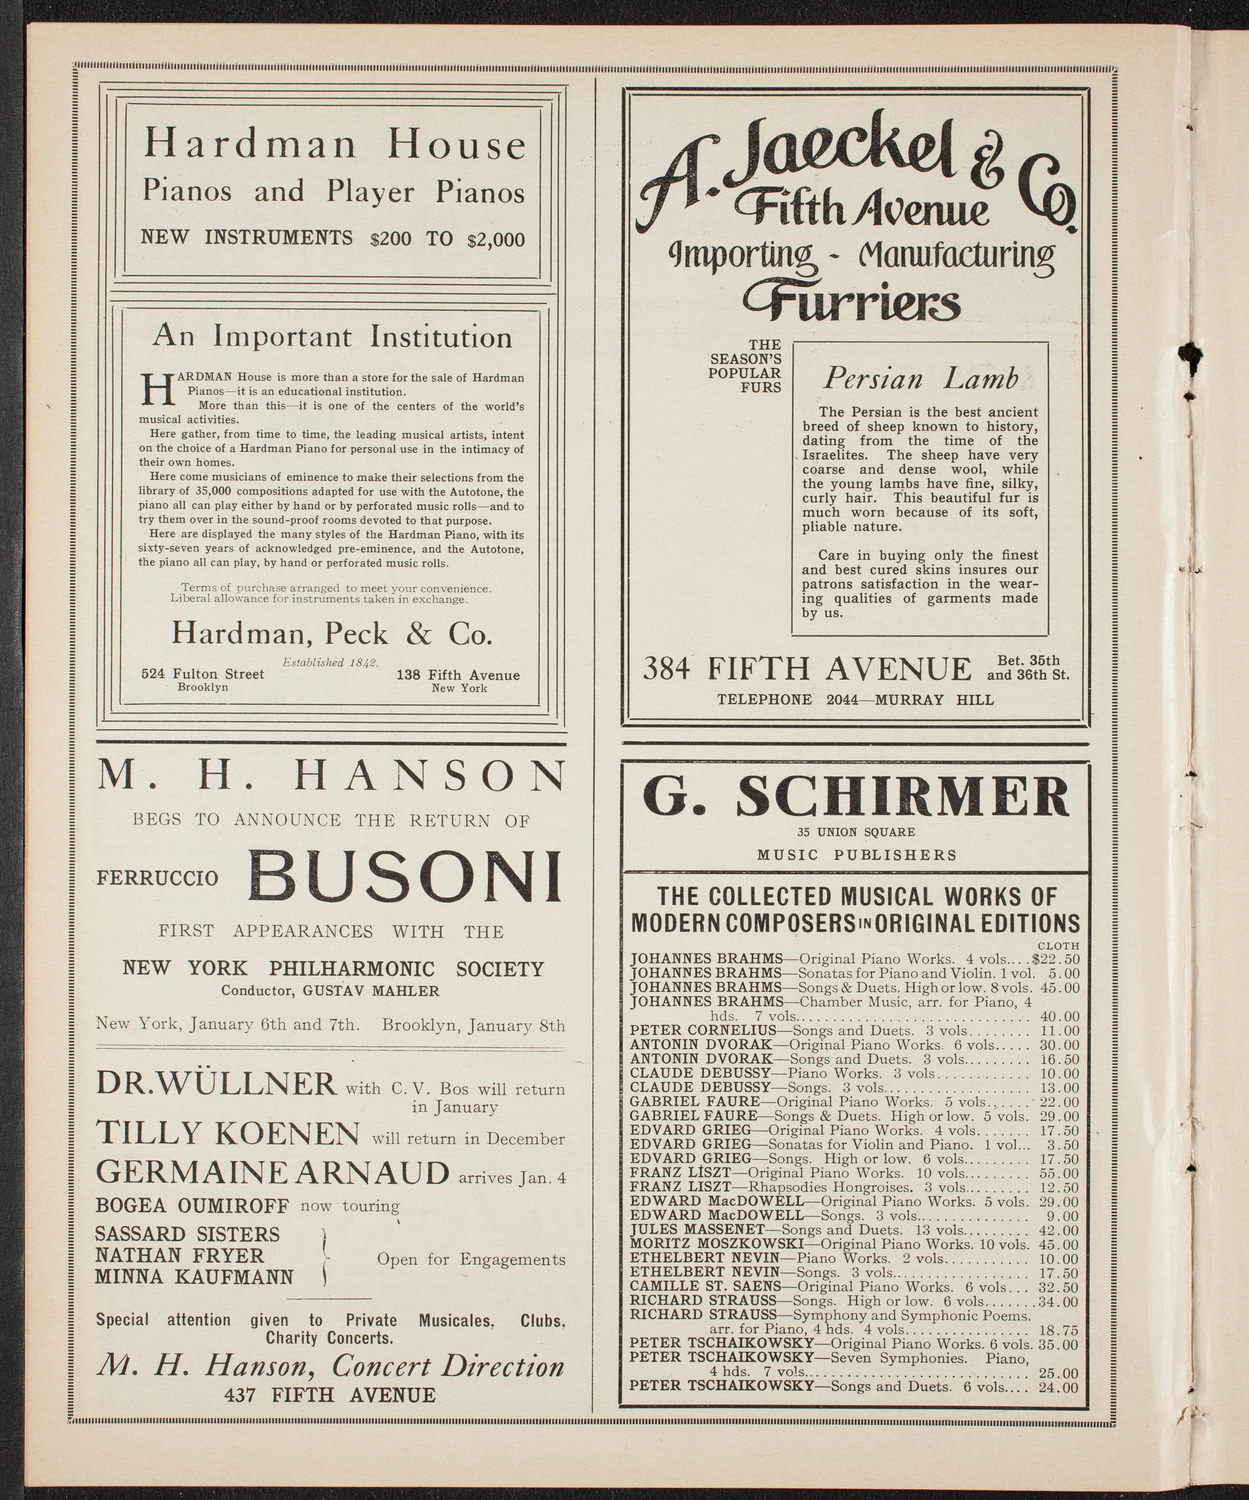 Hardman House
Pianos and Player Pianos
NEW INSTRUMENTS $200 TO $2,000
An Important Institution
HARDMAN House is more than a store for the sale of Hardman
Pianos—it is an educational institution.
More than this—it is one of the centers of the world's
musical activities.
Here gather, from time to time, the leading musical artists, intent
on the choice of a Hardman Piano for personal use in the intimacy of
their own homes.
Here come musicians of eminence to make their selections from the
library of 35,000 compositions adapted for use with the Autotone, the
piano all can play either by hand or by perforated music rolls—and to
try them over in the sound-proof rooms devoted to that purpose.
Here are displayed the many styles of the Hardman Piano, with its
sixty-seven years of acknowledged pre-eminence, and the Autotone,
the piano all can play, by hand or perforated music rolls.
Terms of purchase arranged to meet your convenience.
Liberal allowance for instruments taken in exchange.
Hardman, Peck & Co.
Established 1842.
524 Fulton Street 138 Fifth Avenue
Brooklyn New York
M. H. HANSON
BEGS TO ANNOUNCE THE RETURN OF
FERRUCCIO BUSONI
FIRST APPEARANCES WITH THE
NEW YORK PHILHARMONIC SOCIETY
Conductor, GUSTAV MAHLER
New York, January 6th and 7th. Brooklyn, January 8th
DR. WÜLLNER with C. V. Bos will return
in January
TILLY KOENEN will return in December
GERMAINE ARNAUD arrives Jan. 4
BOGEA OUMIROFF now touring
SASSARD SISTERS
NATHAN FRYER Open for Engagements
MINNA KAUFMANN
Special attention given to Private Musicales, Clubs,
Charity Concerts.
M. H. Hanson, Concert Direction
437 FIFTH AVENUE
A. Jaeckel & Co.
Fifth Avenue
Importing - Manufacturing
Furriers
THE
SEASON'S
POPULAR
FURS
Persian Lamb
The Persian is the best ancient
breed of sheep known to history,
dating from the time of the
Israelites. The sheep have very
coarse and dense wool, while
the young lambs have fine, silky,
curly hair. This beautiful fur is
much worn because of its soft,
pliable nature.
Care in buying only the finest
and best cured skins insures our
patrons satisfaction in the wear-
ing qualities of garments made
by us.
384 FIFTH AVENUE Bet. 35th
and 36th St.
TELEPHONE 2044—MURRAY HILL
G. SCHIRMER
35 UNION SQUARE
MUSIC PUBLISHERS
THE COLLECTED MUSICAL WORKS OF
MODERN COMPOSERS IN ORIGINAL EDITIONS
CLOTH
JOHANNES BRAHMS—Original Piano Works. 4 vols....$22.50
JOHANNES BRAHMS—Sonatas for Piano and Violin. 1 vol. 5.00
JOHANNES BRAHMS—Songs & Duets. High or low. 8 vols. 45.00
JOHANNES BRAHMS—Chamber Music, arr. for Piano, 4
hds. 7 vols............................ 40.00
PETER CORNELIUS—Songs and Duets. 3 vols........ 11.00
ANTONIN DVORAK—Original Piano Works. 6 vols..... 30.00
ANTONIN DVORAK—Songs and Duets. 3 vols......... 16.50
CLAUDE DEBUSSY—Piano Works. 3 vols............ 10.00
CLAUDE DEBUSSY—Songs. 3 vols.................. 13.00
GABRIEL FAURE—Original Piano Works. 5 vols...... 22.00
GABRIEL FAURE—Songs & Duets. High or low. 5 vols. 29.00
EDVARD GRIEG—Original Piano Works. 4 vols....... 17.50
EDVARD GRIEG—Sonatas for Violin and Piano. 1 vol... 3.50
EDVARD GRIEG—Songs. High or low. 6 vols......... 17.50
FRANZ LISZT—Original Piano Works. 10 vols........ 55.00
FRANZ LISZT—Rhapsodies Hongroises. 3 vols......... 12.50
EDWARD MacDOWELL—Original Piano Works. 5 vols. 29.00
EDWARD MacDOWELL—Songs. 3 vols............... 9.00
JULES MASSENET—Songs and Duets. 13 vols......... 42.00
MORITZ MOSZKOWSKI—Original Piano Works. 10 vols. 45.00
ETHELBERT NEVIN—Piano Works. 2 vols........... 10.00
ETHELBERT NEVIN—Songs. 3 vols................. 17.50
CAMILLE ST. SAENS—Original Piano Works. 6 vols... 32.50
RICHARD STRAUSS—Songs. High or low. 6 vols.......34.00
RICHARD STRAUSS—Symphony and Symphonic Poems.
arr. for Piano, 4 hds. 4 vols................ 18.75
PETER TSCHAIKOWSKY—Original Piano Works. 6 vols. 35.00
PETER TSCHAIKOWSKY—Seven Symphonies. Piano,
4 hds. 7 vols............................ 25.00
PETER TSCHAIKOWSKY—Songs and Duets. 6 vols.... 24.00